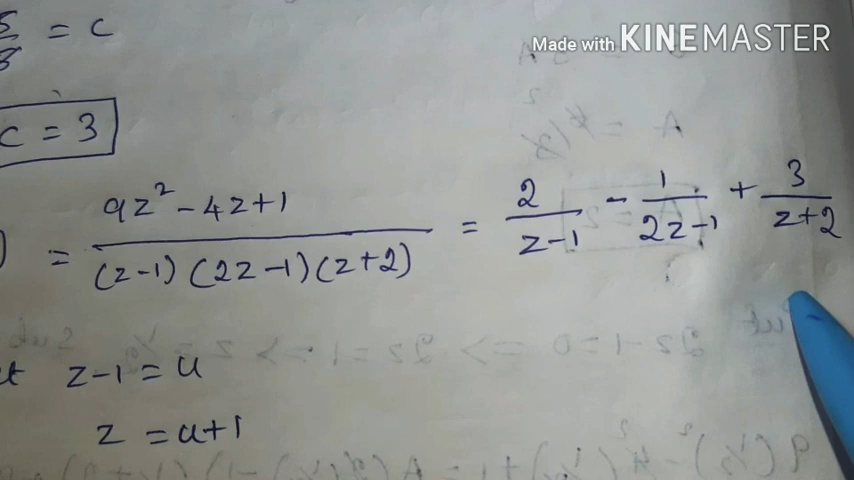 Made with KINEMASTER
= c
c = 3
) = 9z² - 4z + 1 / (z-1) (2z-1) (z+2) = 2 / z-1 - 1 / 2z-1 + 3 / z+2
z-1 = u
z = u+1